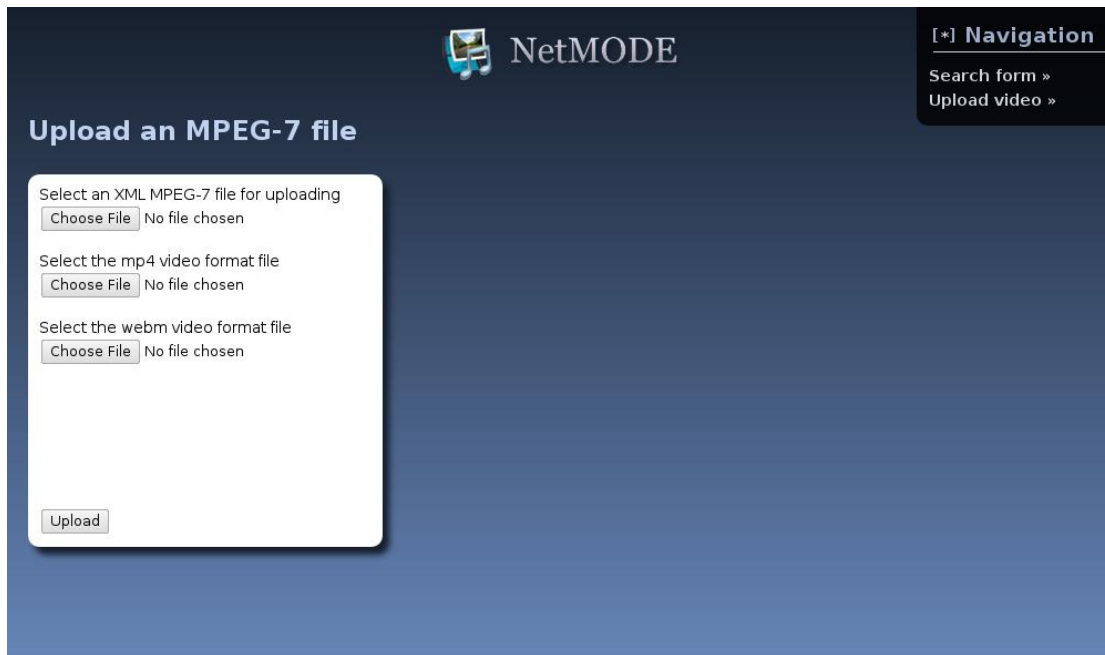 NetMODE
[*] Navigation
Search form »
Upload video »
Upload an MPEG-7 file
Select an XML MPEG-7 file for uploading
Choose File No file chosen
Select the mp4 video format file
Choose File No file chosen
Select the webm video format file
Choose File No file chosen
Upload